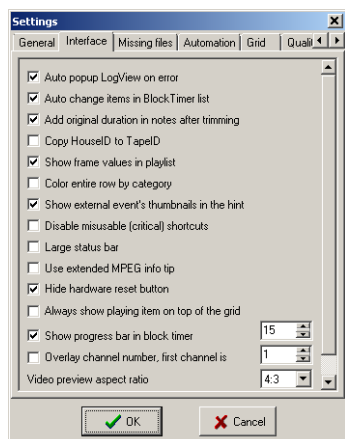 Settings
General Interface Missing files Automation Grid
Auto popup LogView on error
Auto change items in BlockTimer list
Add original duration in notes after trimming
Copy HouseID to TapeID
Show frame values in playlist
Color entire row by category
Show external event's thumbnails in the hint
Disable misusable (critical) shortcuts
Large status bar
Use extended MPEG info tip
Hide hardware reset button
Always show playing item on top of the grid
Show progress bar in block timer 15
Overlay channel number, first channel is 1
Video preview aspect ratio 4:3
OK Cancel